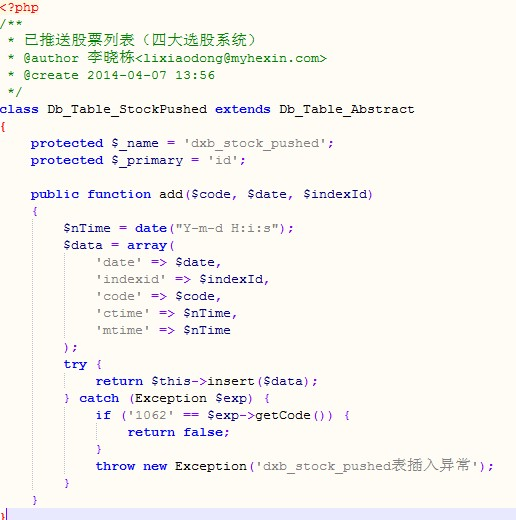 <?php
/**
 * 已推送股票列表（四大选股系统）
 * @author 李晓栋<lixiaodong@myhexin.com>
 * @create 2014-04-07 13:56
 */
class Db_Table_StockPushed extends Db_Table_Abstract
{
    protected $_name = 'dxb_stock_pushed';
    protected $_primary = 'id';

    public function add($code, $date, $indexId)
    {
        $nTime = date("Y-m-d H:i:s");
        $data = array(
            'date' => $date,
            'indexid' => $indexId,
            'code' => $code,
            'ctime' => $nTime,
            'mtime' => $nTime
        );
        try {
            return $this->insert($data);
        } catch (Exception $exp) {
            if ('1062' == $exp->getCode()) {
                return false;
            }
            throw new Exception('dxb_stock_pushed表插入异常');
        }
    }
}